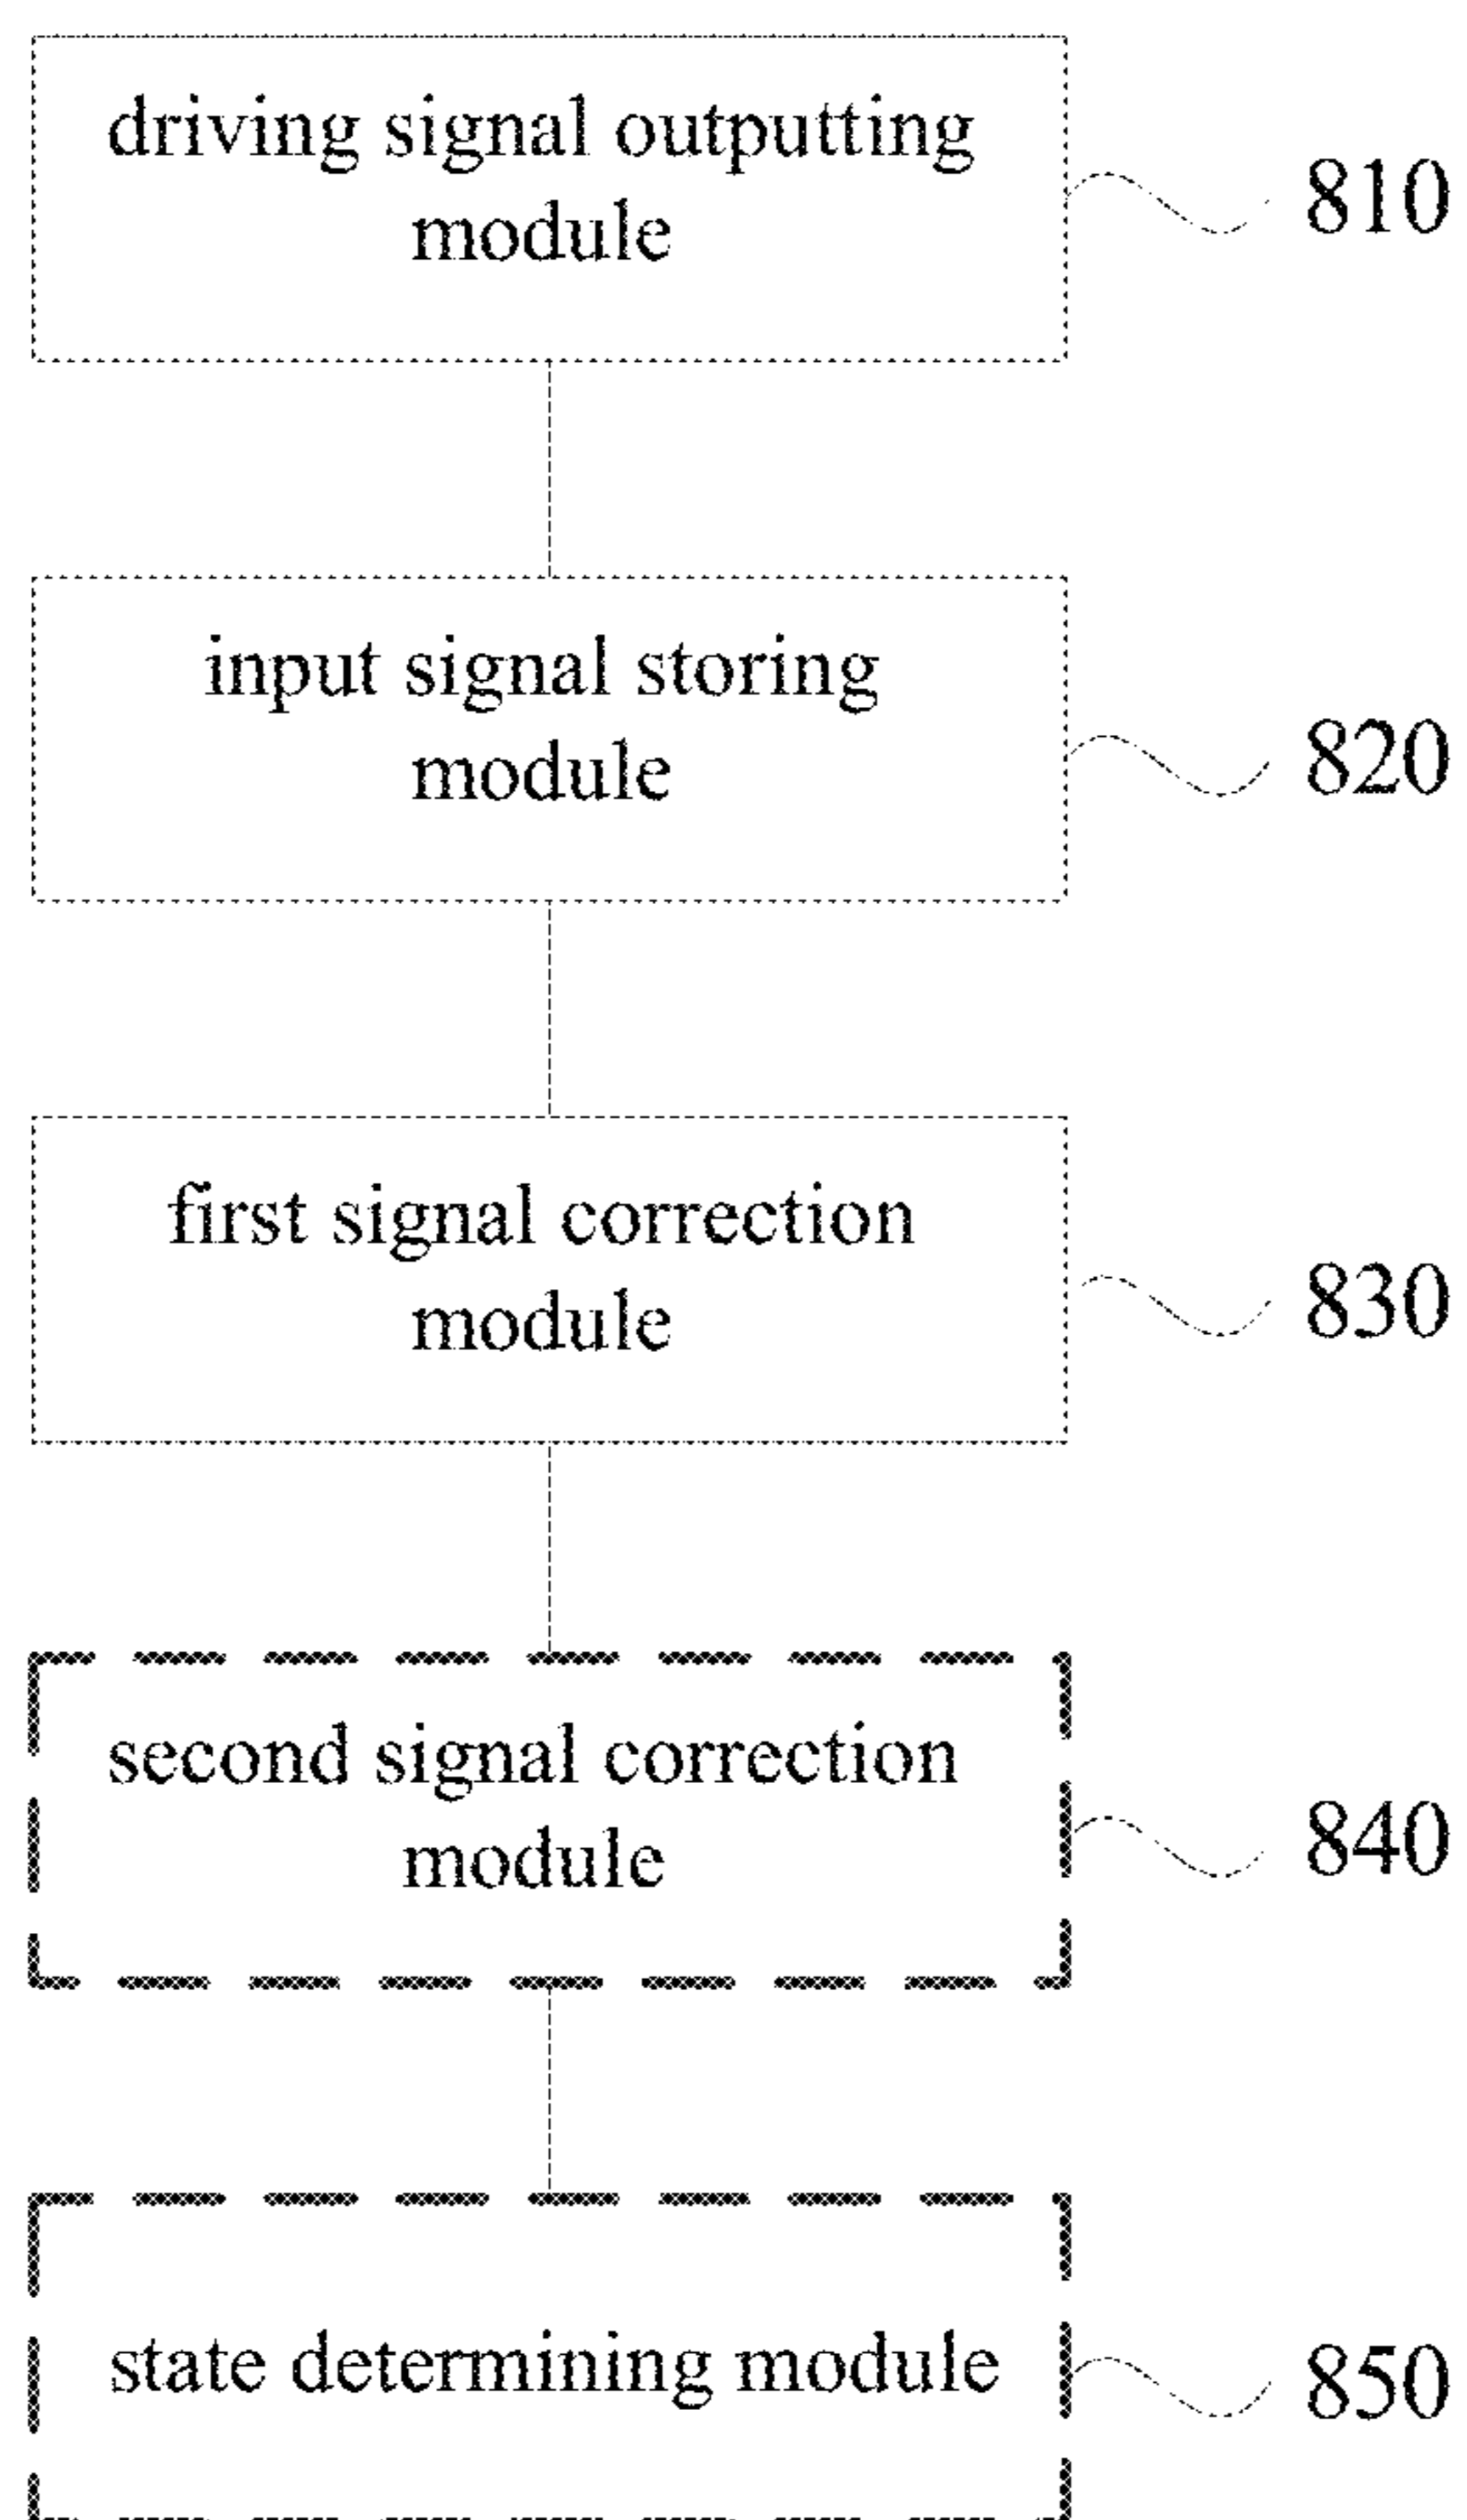 driving signal outputting
module
810
input signal storing
module
820
first signal correction
module
830
second signal correction
module
840
state determining module
850